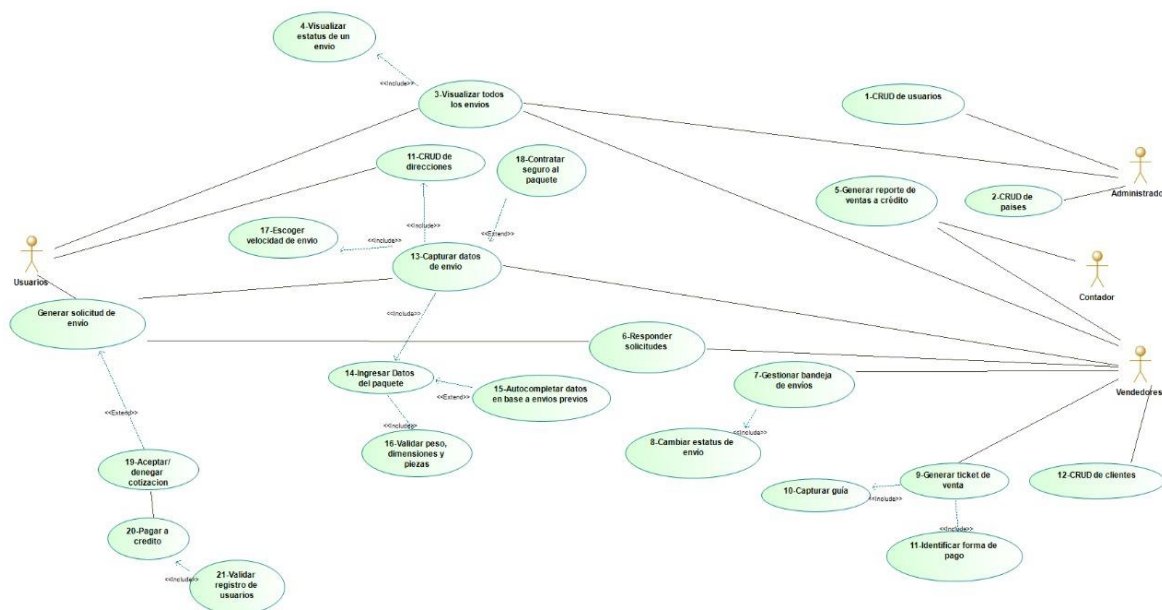 4-Visualizar
estatus de un
envio
<<Include>>
3-Visualizar todos
los envios
1-CRUD de usuarios
11-CRUD de
direcciones
18-Contratar
seguro al
paquete
Administrado
5-Generar reporte de
ventas a crédito
2-CRUD de
paises
17-Escoger
velocidad de envio
<<Include>>
<<Include>>
<<Extend>>
13-Capturar datos
de envio
Usuarios
Contador
Generar solicitud de
envio
<<Include>>
6-Responder
solicitudes
14-Ingresar Datos
del paquete
<<Extend>>
15-Autocompletar datos
en base a envios previos
7-Gestionar bandeja
de envios
Vendedores
<<Extend>>
<<Include>>
16-Validar peso,
dimensiones y
piezas
<<Include>>
8-Cambiar estatus de
envio
19-Aceptar/
denegar
cotizacion
9-Generar ticket de
venta
12-CRUD de clientes
10-Capturar guía
<<Include>>
20-Pagar a
credito
<<Include>>
11-Identificar forma de
pago
<<Include>>
21-Validar
registro de
usuarios